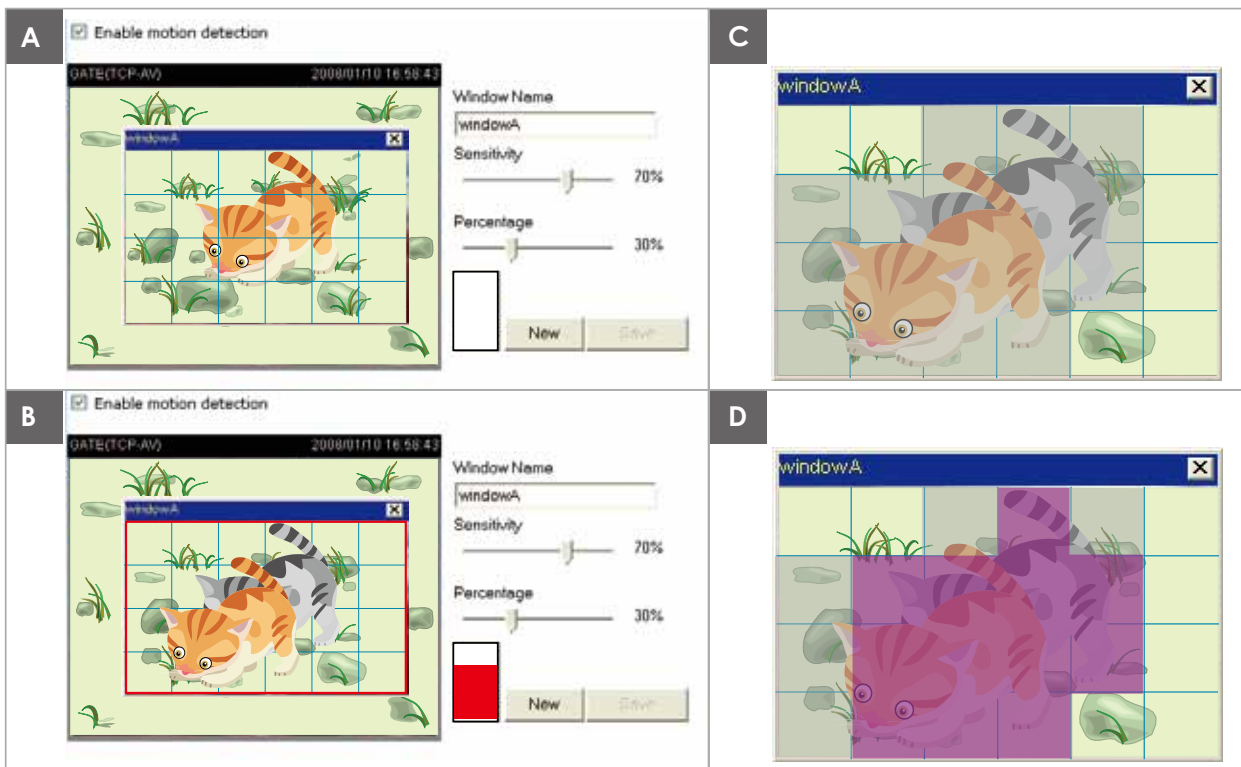 A
Enable motion detection
GATE(TCP-AV) 2008/01/10 16:58:43
windowA
Window Name
windowA
Sensitivity
70%
Percentage
30%
New Save
C
windowA
B
Enable motion detection
GATE(TCP-AV) 2008/01/10 16:58:43
windowA
Window Name
windowA
Sensitivity
70%
Percentage
30%
New Save
D
windowA